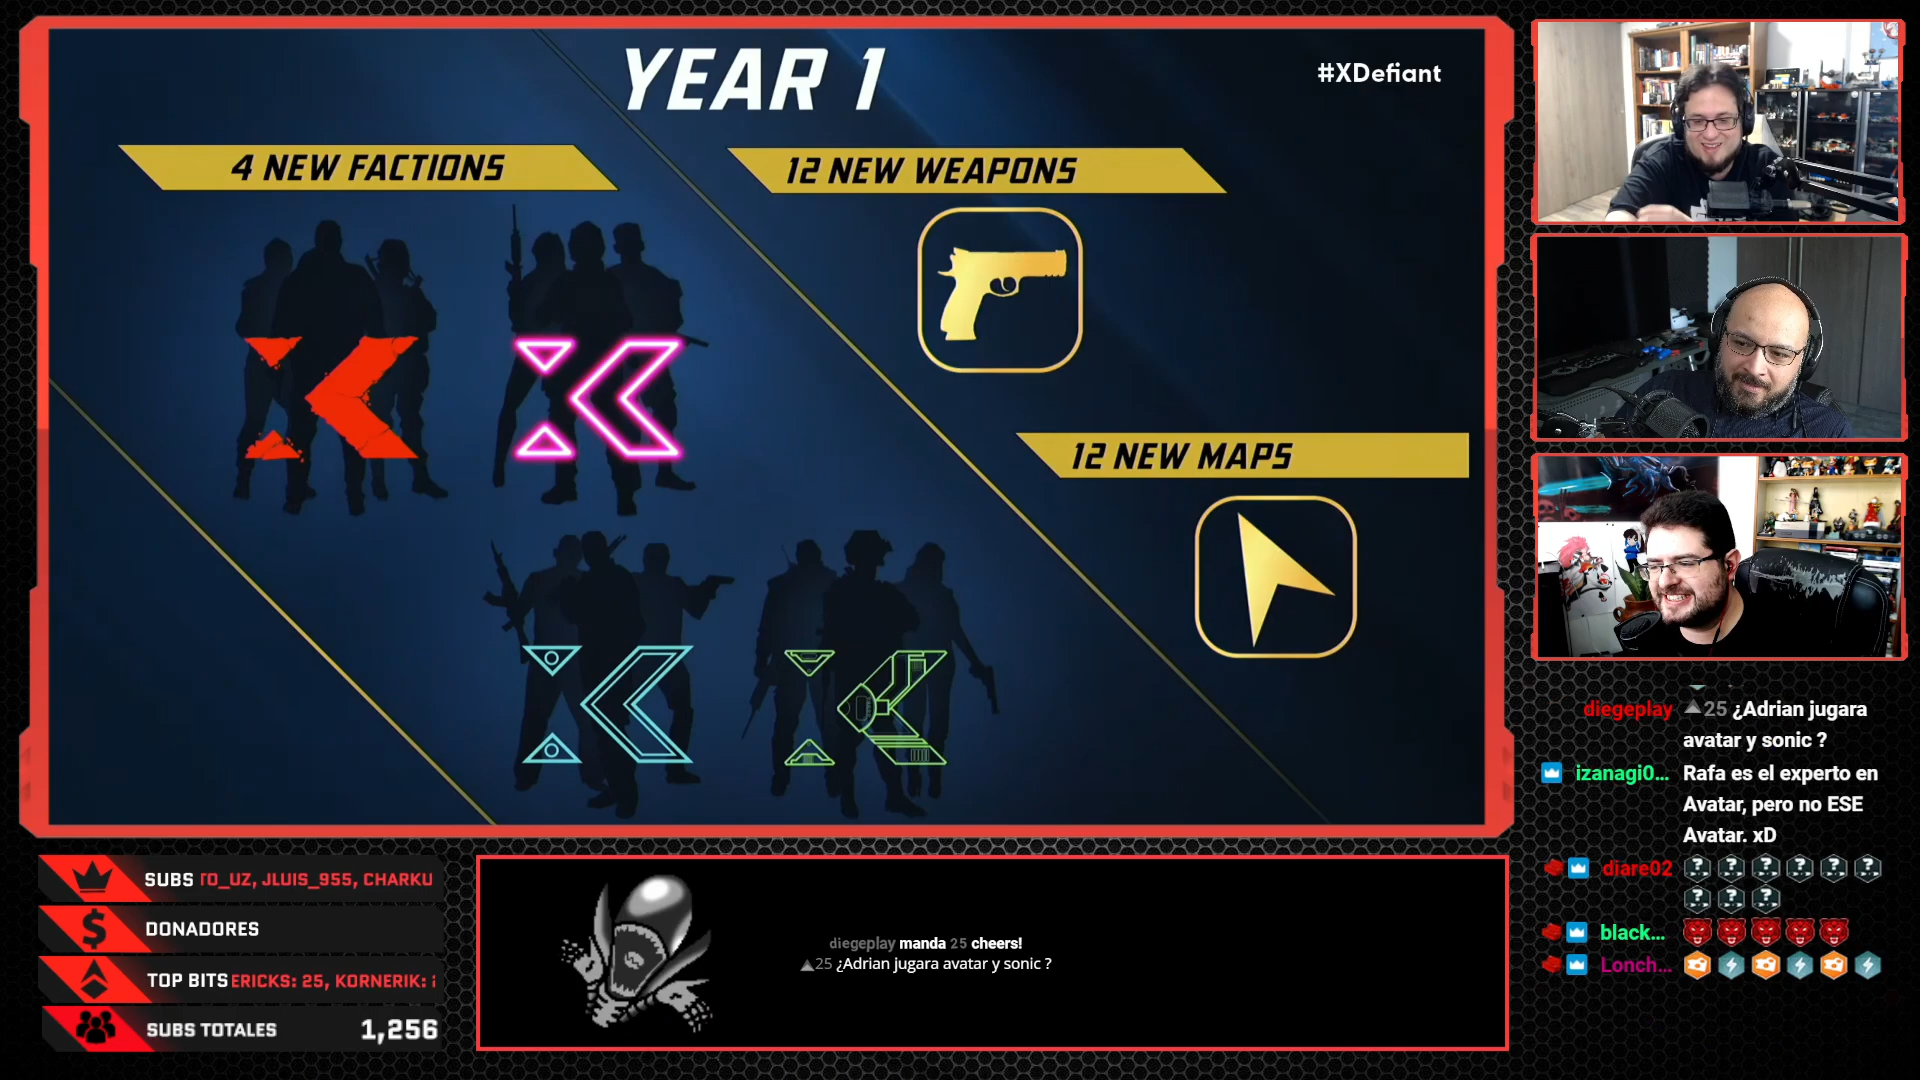 YEAR 1
#XDefiant
4 NEW FACTIONS
12 NEW WEAPONS
12 NEW MAPS
diegeplay 25 ¿Adrian jugara
avatar y sonic ?
izanagi0... Rafa es el experto en
Avatar, pero no ESE
Avatar. xD
diare02
black...
Lonch...
SUBS TO_UZ, JLUIS_955, CHARKU
DONADORES
TOP BITS ERICKS: 25, KORNERIK:
SUBS TOTALES 1,256
diegeplay manda 25 cheers!
25 ¿Adrian jugara avatar y sonic ?